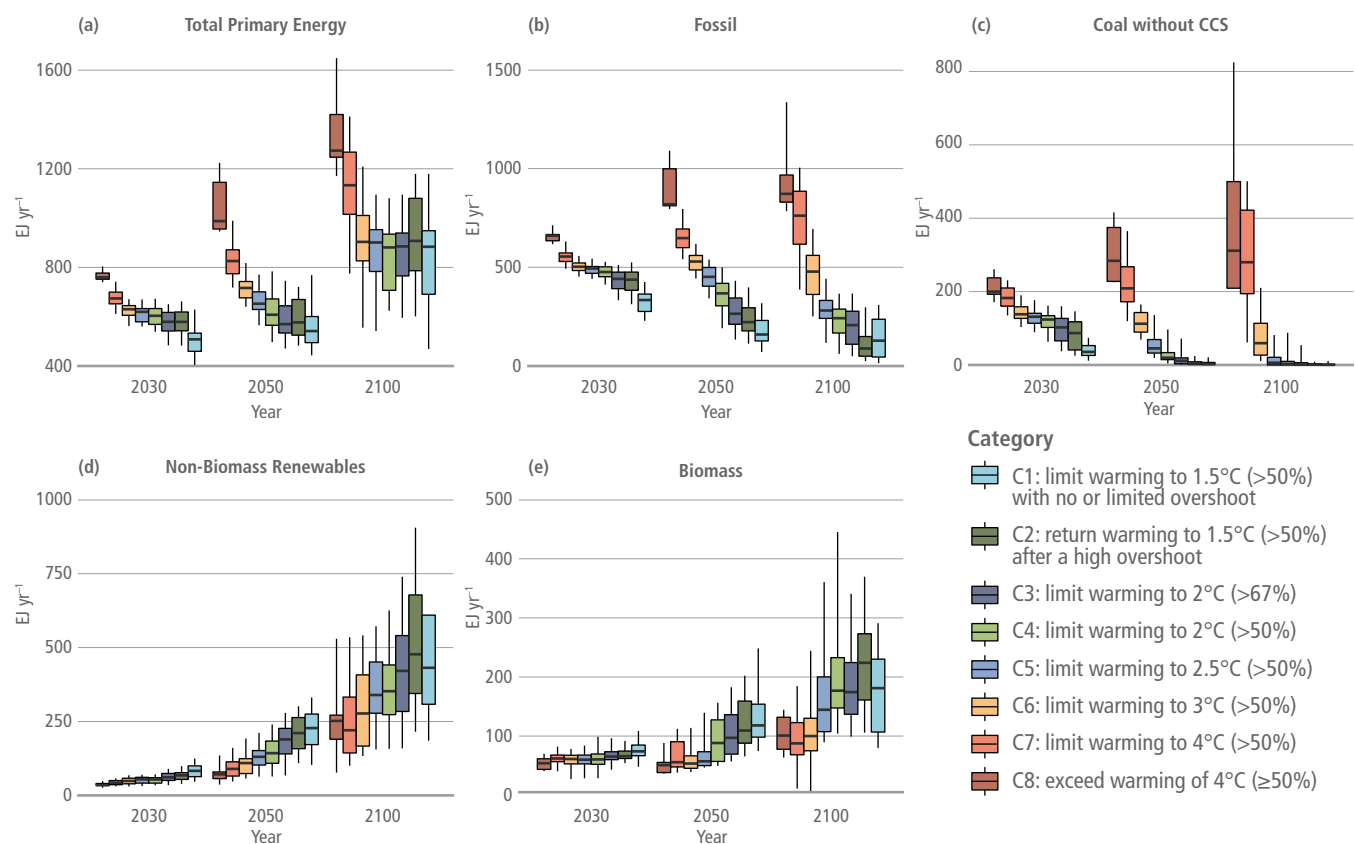 (a) Total Primary Energy
1600
1200
800
400
EJ yr⁻¹
2030 2050 2100
Year
(b) Fossil
1500
1000
500
0
EJ yr⁻¹
2030 2050 2100
Year
(c) Coal without CCS
800
600
400
200
0
EJ yr⁻¹
2030 2050 2100
Year
(d) Non-Biomass Renewables
1000
750
500
250
0
EJ yr⁻¹
2030 2050 2100
Year
(e) Biomass
500
400
300
200
100
0
EJ yr⁻¹
2030 2050 2100
Year
Category
C1: limit warming to 1.5°C (>50%)
with no or limited overshoot
C2: return warming to 1.5°C (>50%)
after a high overshoot
C3: limit warming to 2°C (>67%)
C4: limit warming to 2°C (>50%)
C5: limit warming to 2.5°C (>50%)
C6: limit warming to 3°C (>50%)
C7: limit warming to 4°C (>50%)
C8: exceed warming of 4°C (≥50%)